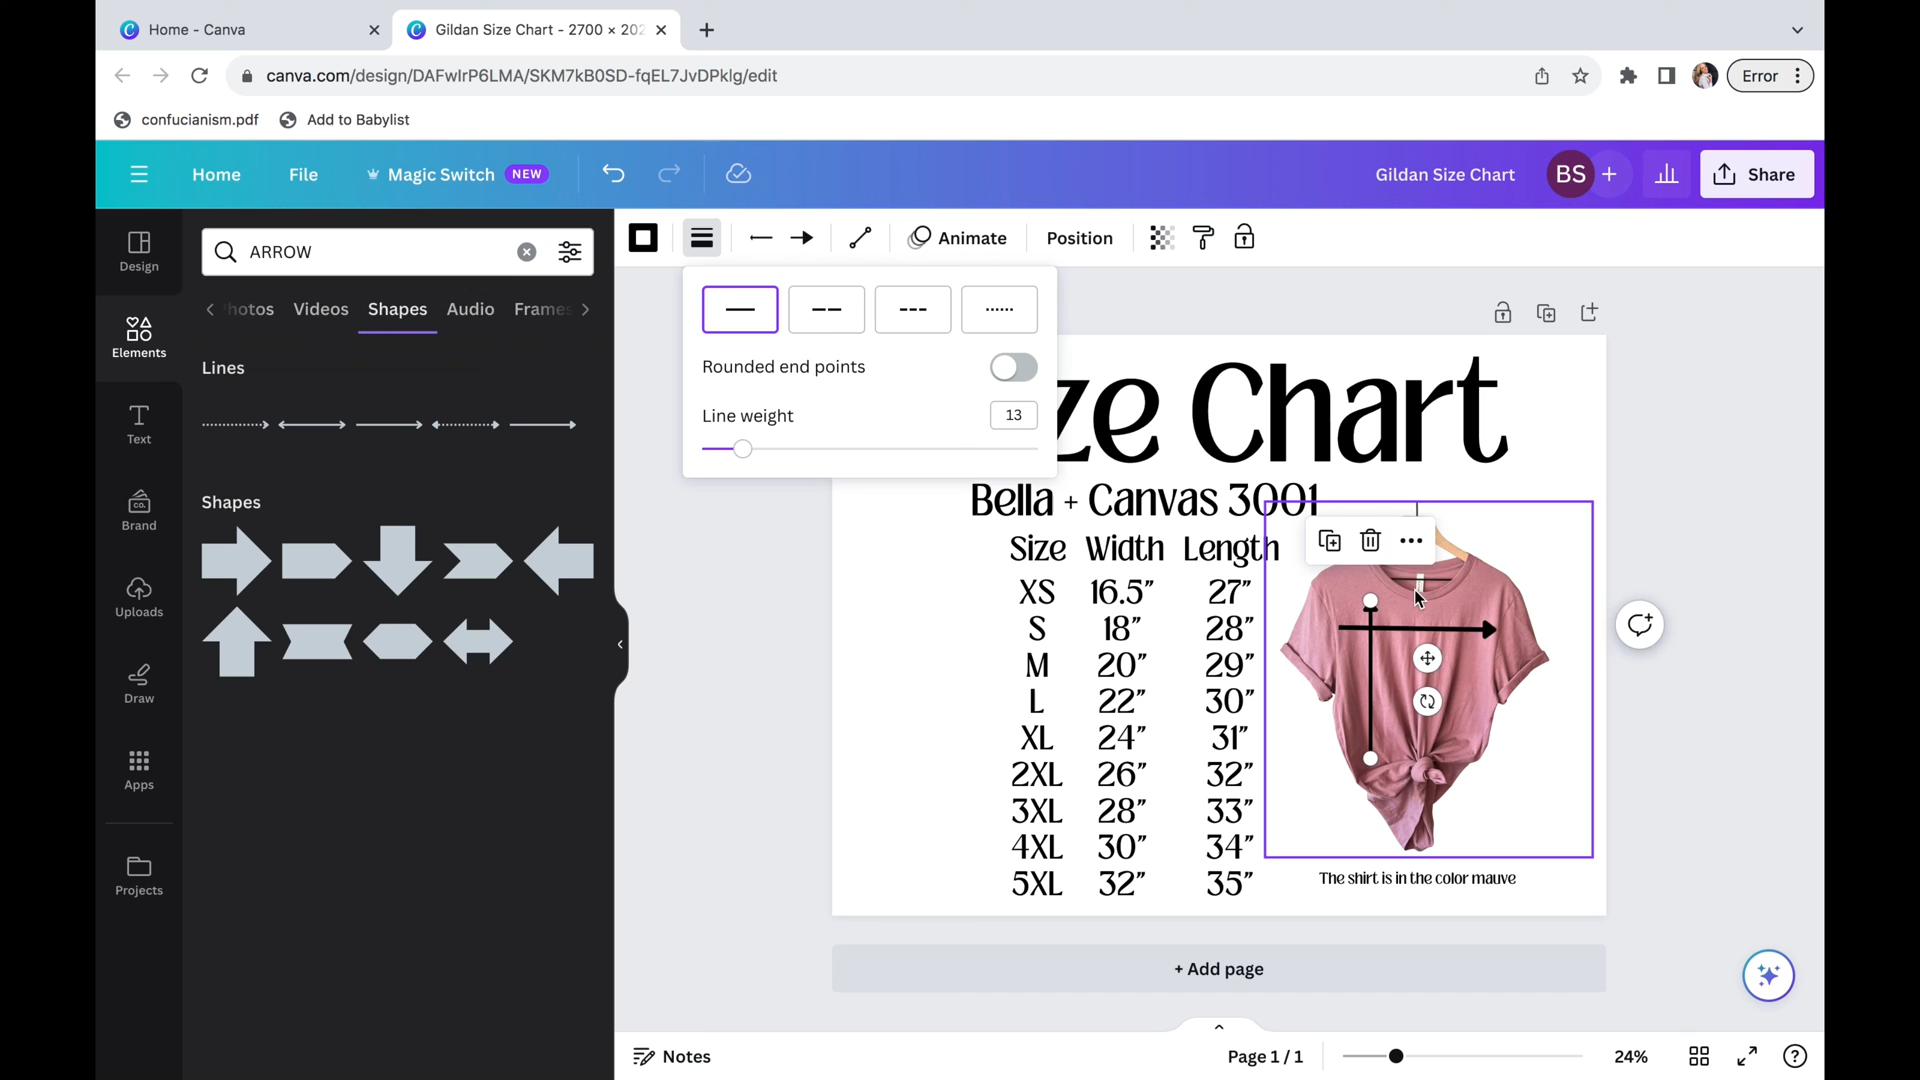 Home - Canva
Gildan Size Chart - 2700 × 202
canva.com/design/DAFwIrP6LMA/SKM7kB0SD-fqEL7JvDPklg/edit
Error
confucianism.pdf
Add to Babylist
Home
File
Magic Switch
NEW
Gildan Size Chart
BS
Share
Design
Elements
Text
Brand
Uploads
Draw
Apps
Projects
CO.
ARROW
hotos
Videos
Shapes
Audio
Frames
Lines
Shapes
Animate
Position
Rounded end points
Line weight
13
ze Chart
Bella + Canvas 3001
Size Width Length
XS 16.5” 27”
S 18” 28”
M 20” 29”
L 22” 30”
XL 24” 31”
2XL 26” 32”
3XL 28” 33”
4XL 30” 34”
5XL 32” 35”
The shirt is in the color mauve
+ Add page
Notes
Page 1 / 1
24%